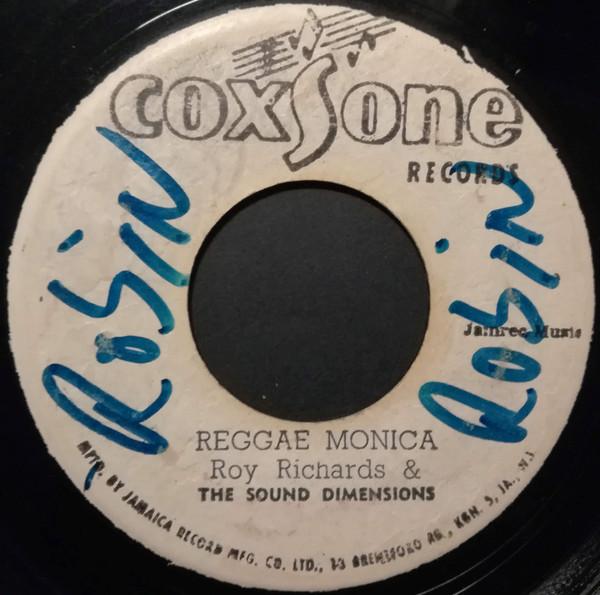 coxSone
RECORDS
RoSiN
RoSiN
Jamrec Music
REGGAE MONICA
Roy Richards &
THE SOUND DIMENSIONS
MFTD. BY JAMAICA RECORD MFG. CO. LTD., 13 BRENTFORD RD., KGN. 5, JA., W.I.